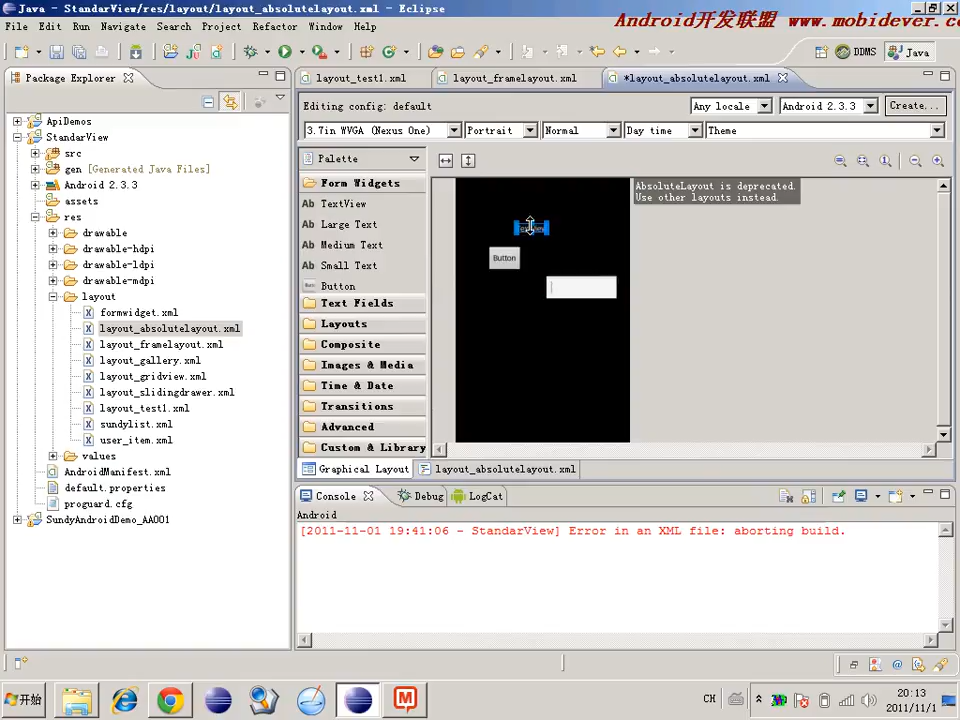 Java - StandarView/res/layout/layout_absolutelayout.xml - Eclipse
File Edit Run Navigate Search Project Refactor Window Help
Android开发联盟 www.mobidever.c
DDMS Java
Package Explorer
layout_test1.xml layout_framelayout.xml *layout_absolutelayout.xml
Editing config: default Any locale Android 2.3.3 Create...
3.7in WVGA (Nexus One) Portrait Normal Day time Theme
ApiDemos
StandarView
src
gen [Generated Java Files]
Android 2.3.3
assets
res
drawable
drawable-hdpi
drawable-ldpi
drawable-mdpi
layout
formwidget.xml
layout_absolutelayout.xml
layout_framelayout.xml
layout_gallery.xml
layout_gridview.xml
layout_slidingdrawer.xml
layout_test1.xml
sundylist.xml
user_item.xml
values
AndroidManifest.xml
default.properties
proguard.cfg
SundyAndroidDemo_AA001
Palette
Form Widgets
Ab TextView
Ab Large Text
Ab Medium Text
Ab Small Text
Button
Text Fields
Layouts
Composite
Images & Media
Time & Date
Transitions
Advanced
Custom & Library
AbsoluteLayout is deprecated.
Use other layouts instead.
Button
Graphical Layout layout_absolutelayout.xml
Console Debug LogCat
Android
[2011-11-01 19:41:06 - StandarView] Error in an XML file: aborting build.
开始
CH
20:13
2011/11/1